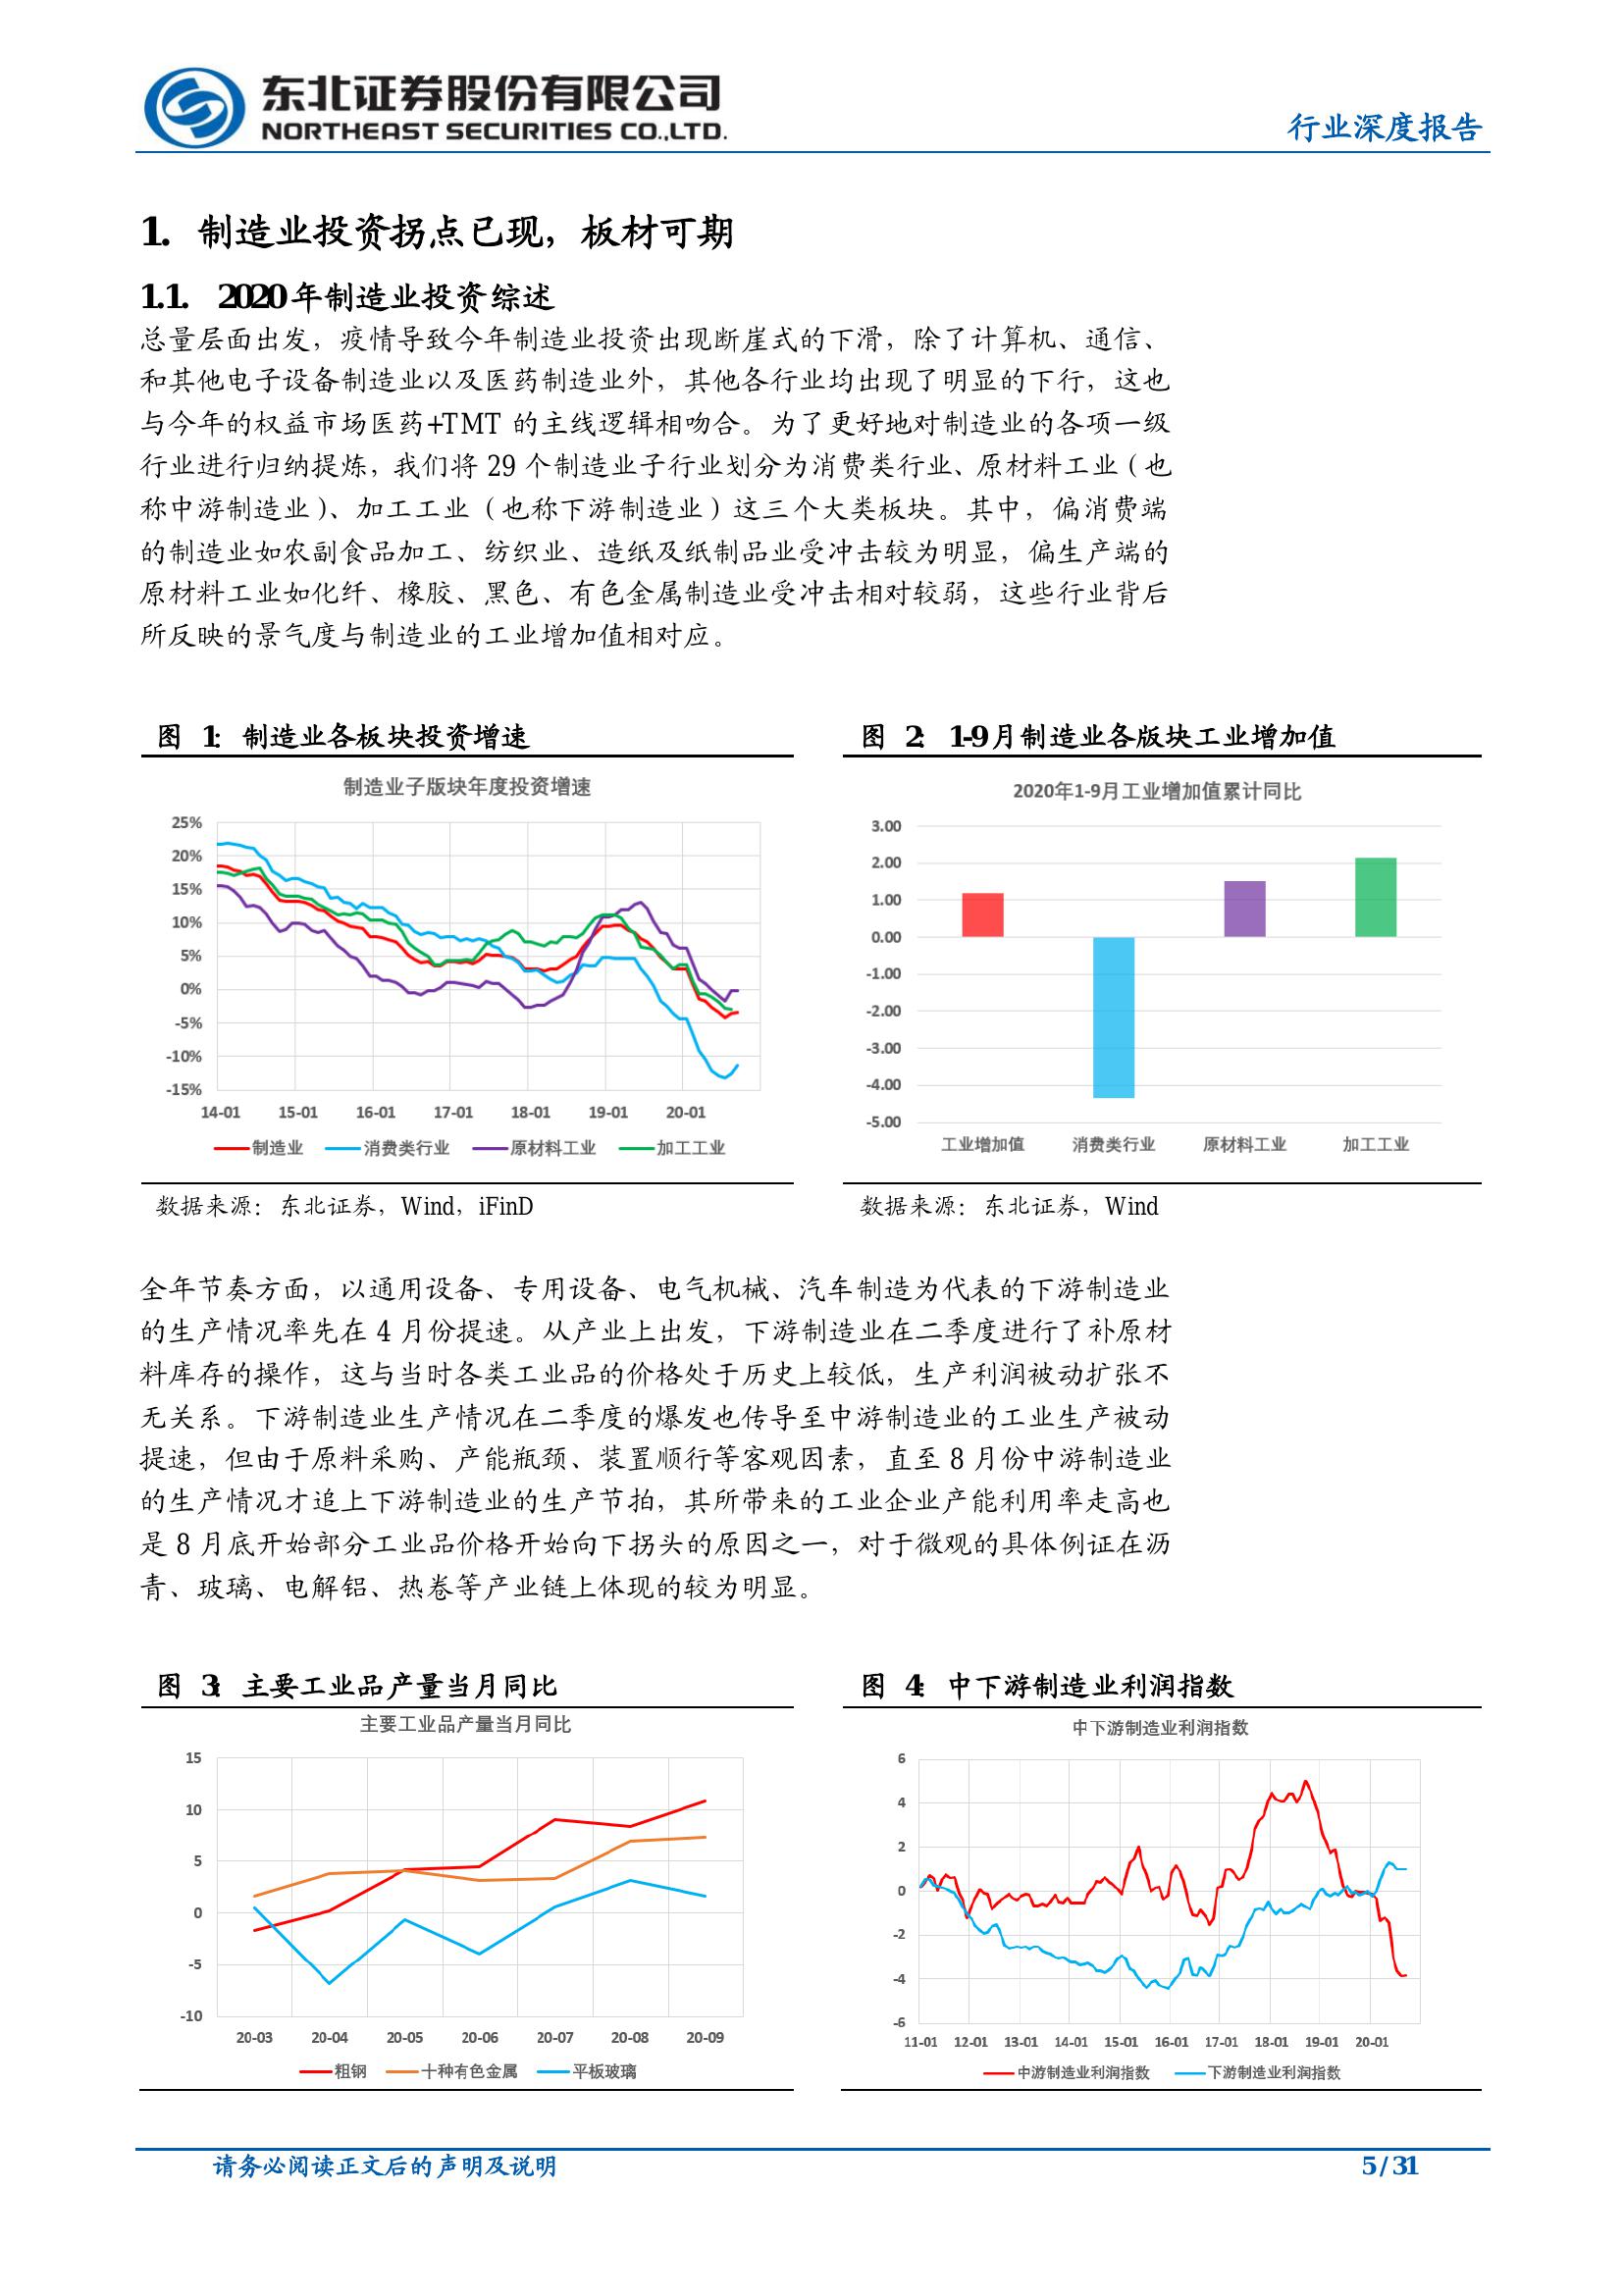 东北证券股份有限公司
NORTHEAST SECURITIES CO.,LTD.
行业深度报告
1. 制造业投资拐点已现，板材可期
1.1. 2020年制造业投资综述
总量层面出发，疫情导致今年制造业投资出现断崖式的下滑，除了计算机、通信、
和其他电子设备制造业以及医药制造业外，其他各行业均出现了明显的下行，这也
与今年的权益市场医药+TMT 的主线逻辑相吻合。为了更好地对制造业的各项一级
行业进行归纳提炼，我们将 29 个制造业子行业划分为消费类行业、原材料工业（也
称中游制造业）、加工工业（也称下游制造业）这三个大类板块。其中，偏消费端
的制造业如农副食品加工、纺织业、造纸及纸制品业受冲击较为明显，偏生产端的
原材料工业如化纤、橡胶、黑色、有色金属制造业受冲击相对较弱，这些行业背后
所反映的景气度与制造业的工业增加值相对应。
图 1：制造业各板块投资增速
制造业子版块年度投资增速
25%
20%
15%
10%
5%
0%
-5%
-10%
-15%
14-01 15-01 16-01 17-01 18-01 19-01 20-01
制造业 消费类行业 原材料工业 加工工业
数据来源：东北证券，Wind，iFinD
图 2：1-9月制造业各版块工业增加值
2020年1-9月工业增加值累计同比
3.00
2.00
1.00
0.00
-1.00
-2.00
-3.00
-4.00
-5.00
工业增加值 消费类行业 原材料工业 加工工业
数据来源：东北证券，Wind
全年节奏方面，以通用设备、专用设备、电气机械、汽车制造为代表的下游制造业
的生产情况率先在 4 月份提速。从产业上出发，下游制造业在二季度进行了补原材
料库存的操作，这与当时各类工业品的价格处于历史上较低，生产利润被动扩张不
无关系。下游制造业生产情况在二季度的爆发也传导至中游制造业的工业生产被动
提速，但由于原料采购、产能瓶颈、装置顺行等客观因素，直至 8 月份中游制造业
的生产情况才追上下游制造业的生产节拍，其所带来的工业企业产能利用率走高也
是 8 月底开始部分工业品价格开始向下拐头的原因之一，对于微观的具体例证在沥
青、玻璃、电解铝、热卷等产业链上体现的较为明显。
图 3：主要工业品产量当月同比
主要工业品产量当月同比
15
10
5
0
-5
-10
20-03 20-04 20-05 20-06 20-07 20-08 20-09
粗钢 十种有色金属 平板玻璃
图 4：中下游制造业利润指数
中下游制造业利润指数
6
4
2
0
-2
-4
-6
11-01 12-01 13-01 14-01 15-01 16-01 17-01 18-01 19-01 20-01
中游制造业利润指数 下游制造业利润指数
请务必阅读正文后的声明及说明
5 / 31